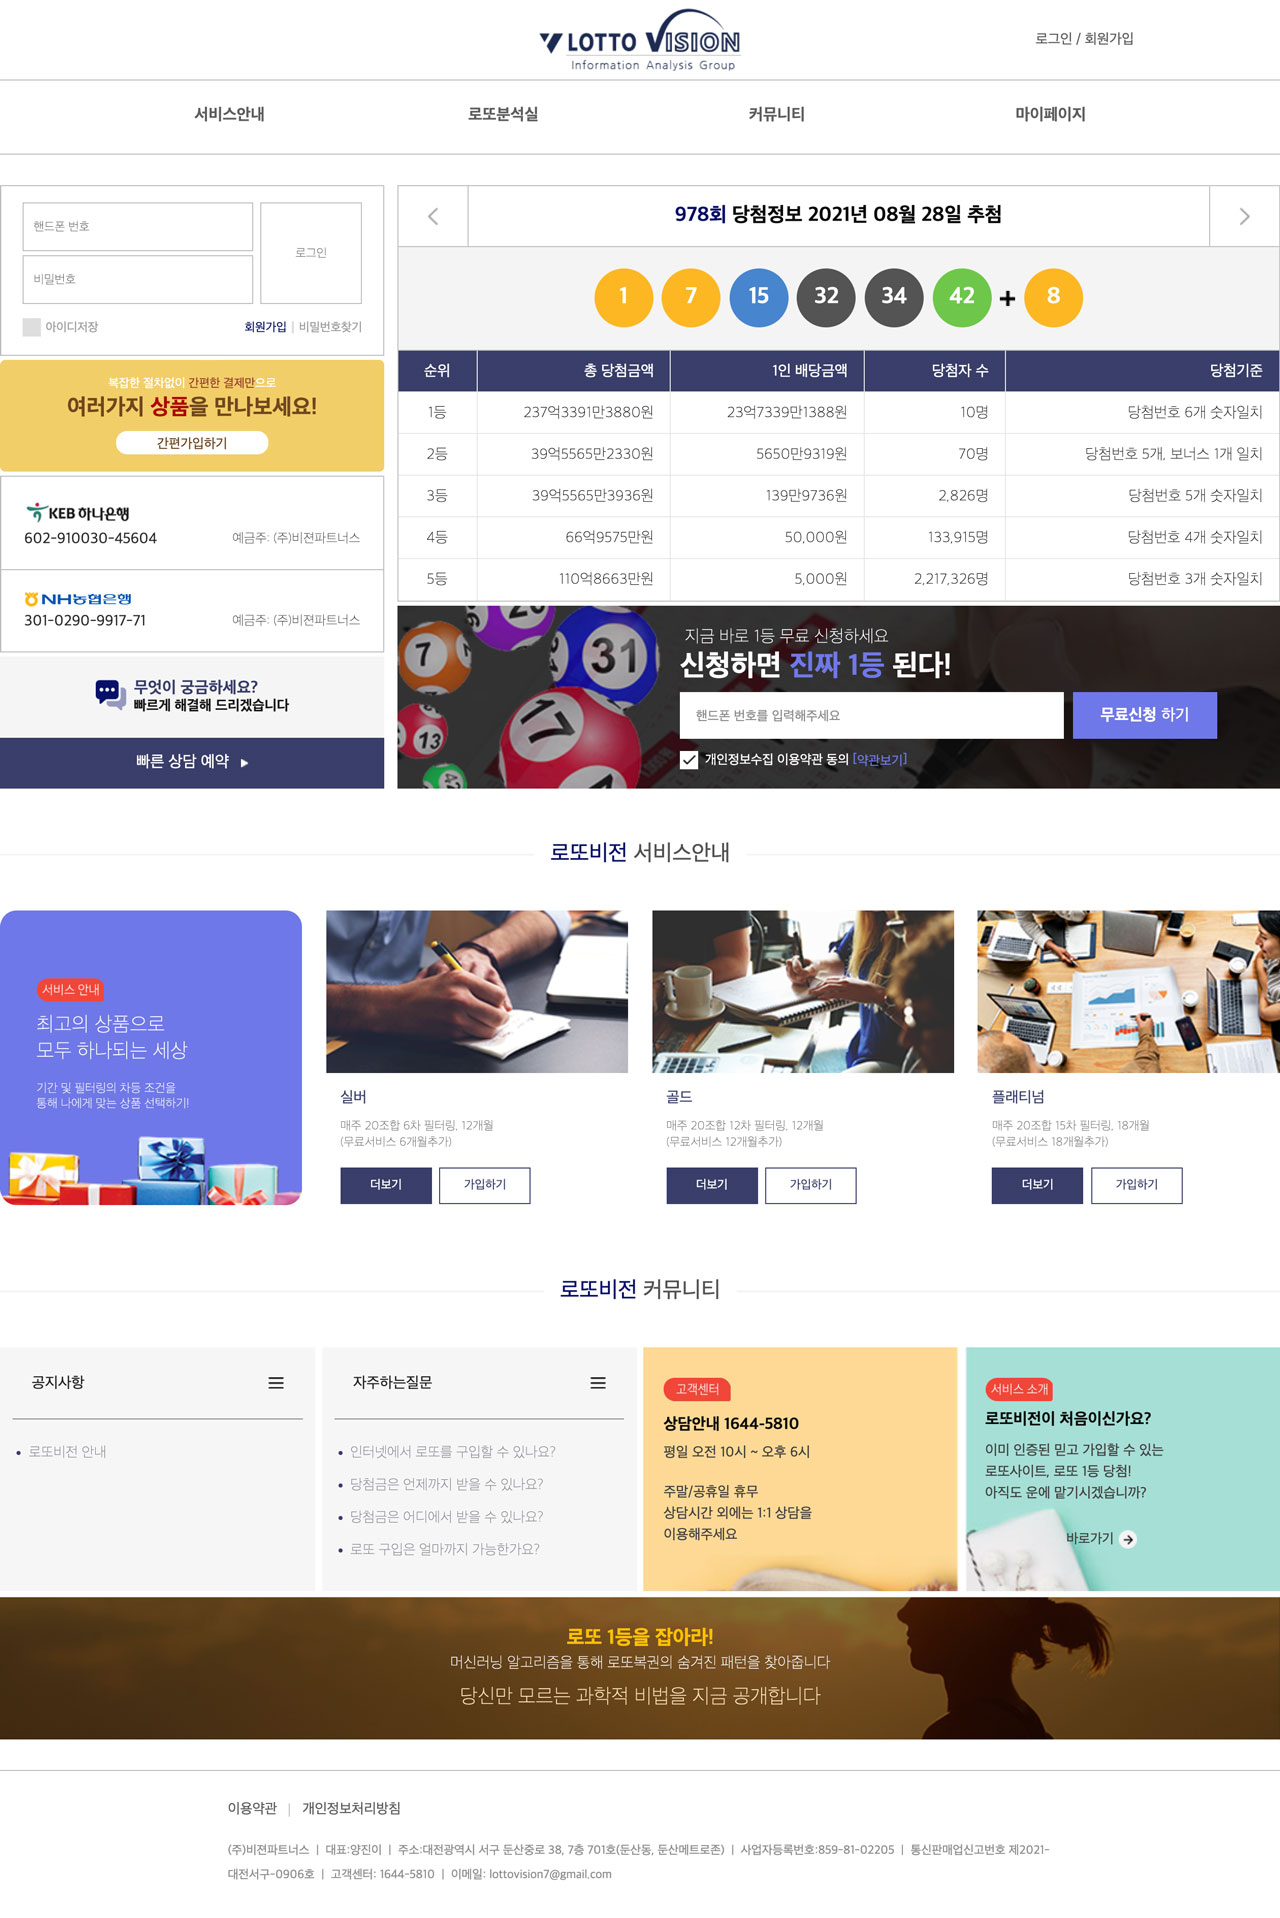 LOTTO VISION
Information Analysis Group
로그인 / 회원가입
서비스안내
로또분석실
커뮤니티
마이페이지
핸드폰 번호
비밀번호
로그인
아이디저장
회원가입 | 비밀번호찾기
복잡한 절차없이 간편한 결제만으로
여러가지 상품을 만나보세요!
간편가입하기
KEB 하나은행
602-910030-45604 예금주: (주)비젼파트너스
NH농협은행
301-0290-9917-71 예금주: (주)비젼파트너스
무엇이 궁금하세요?
빠르게 해결해 드리겠습니다
빠른 상담 예약 ▶
978회 당첨정보 2021년 08월 28일 추첨
1 7 15 32 34 42 + 8
순위 총 당첨금액 1인 배당금액 당첨자 수 당첨기준
1등 237억3391만3880원 23억7339만1388원 10명 당첨번호 6개 숫자일치
2등 39억5565만2330원 5650만9319원 70명 당첨번호 5개, 보너스 1개 일치
3등 39억5565만3936원 139만9736원 2,826명 당첨번호 5개 숫자일치
4등 66억9575만원 50,000원 133,915명 당첨번호 4개 숫자일치
5등 110억8663만원 5,000원 2,217,326명 당첨번호 3개 숫자일치
7
31
17
13
지금 바로 1등 무료 신청하세요
신청하면 진짜 1등 된다!
핸드폰 번호를 입력해주세요
무료신청 하기
개인정보수집 이용약관 동의 [약관보기]
로또비전 서비스안내
서비스 안내
최고의 상품으로
모두 하나되는 세상
기간 및 필터링의 차등 조건을
통해 나에게 맞는 상품 선택하기!
실버
매주 20조합 6차 필터링, 12개월
(무료서비스 6개월추가)
더보기 가입하기
골드
매주 20조합 12차 필터링, 12개월
(무료서비스 12개월추가)
더보기 가입하기
플래티넘
매주 20조합 15차 필터링, 18개월
(무료서비스 18개월추가)
더보기 가입하기
로또비전 커뮤니티
공지사항
• 로또비전 안내
자주하는질문
• 인터넷에서 로또를 구입할 수 있나요?
• 당첨금은 언제까지 받을 수 있나요?
• 당첨금은 어디에서 받을 수 있나요?
• 로또 구입은 얼마까지 가능한가요?
고객센터
상담안내 1644-5810
평일 오전 10시 ~ 오후 6시
주말/공휴일 휴무
상담시간 외에는 1:1 상담을
이용해주세요
서비스 소개
로또비전이 처음이신가요?
이미 인증된 믿고 가입할 수 있는
로또사이트, 로또 1등 당첨!
아직도 운에 맡기시겠습니까?
바로가기
로또 1등을 잡아라!
머신러닝 알고리즘을 통해 로또복권의 숨겨진 패턴을 찾아줍니다
당신만 모르는 과학적 비법을 지금 공개합니다
이용약관 | 개인정보처리방침
(주)비젼파트너스 | 대표:양진이 | 주소:대전광역시 서구 둔산중로 38, 7층 701호(둔산동, 둔산메트로존) | 사업자등록번호:859-81-02205 | 통신판매업신고번호 제2021-
대전서구-0906호 | 고객센터: 1644-5810 | 이메일: lottovision7@gmail.com